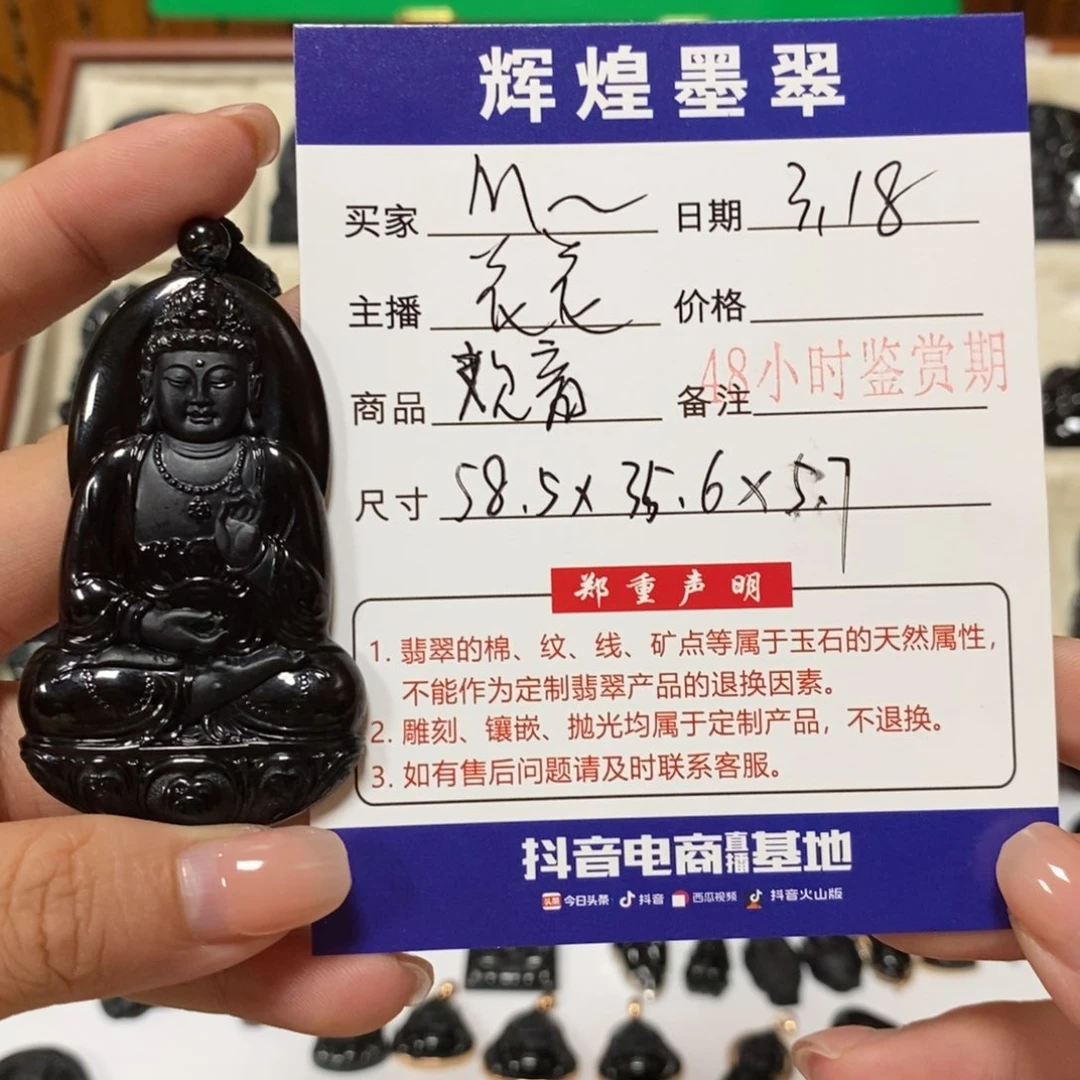 辉煌墨翠
买家 M~ 日期 3.18
主播 价格
商品 观音 备注 48小时鉴赏期
尺寸 58.5x35.6x5.7
郑重声明
1. 翡翠的棉、纹、线、矿点等属于玉石的天然属性，
不能作为定制翡翠产品的退换因素。
2. 雕刻、镶嵌、抛光均属于定制产品，不退换。
3. 如有售后问题请及时联系客服。
抖音电商直播基地
头条 今日头条 抖音 西瓜视频 抖音火山版